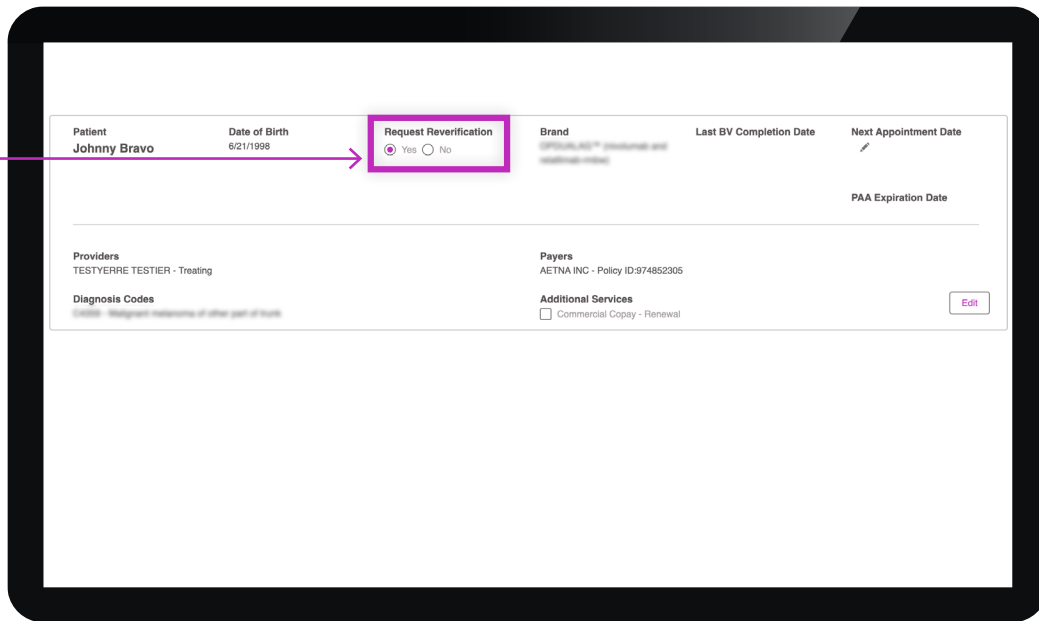 Patient
Date of Birth
Request Reverification
Brand
Last BV Completion Date
Next Appointment Date
Johnny Bravo
6/21/1998
Yes
No
PAA Expiration Date
Providers
TESTYERRE TESTIER - Treating
Payers
AETNA INC - Policy ID:974852305
Diagnosis Codes
Additional Services
Commercial Copay - Renewal
Edit